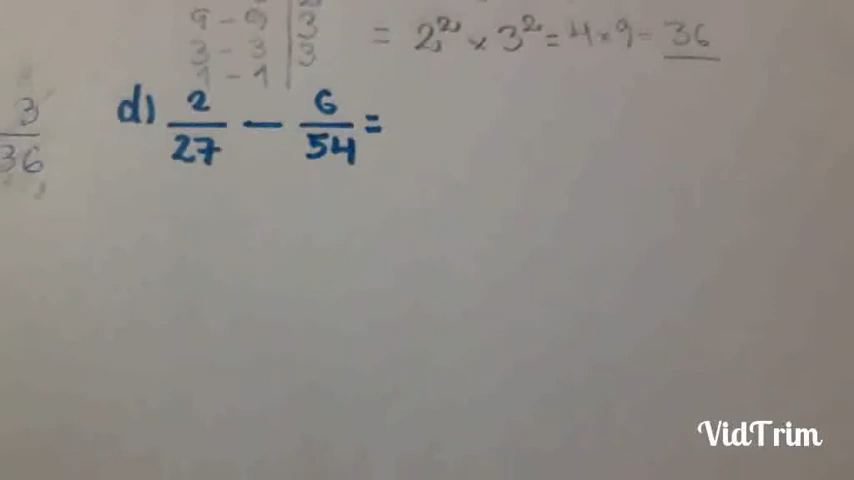 9 - 9 | 3
3 - 3 | 3
1 - 1 |
= 2² × 3² = 4 × 9 = 36
3/36
d) 2/27 - 6/54 =
VidTrim